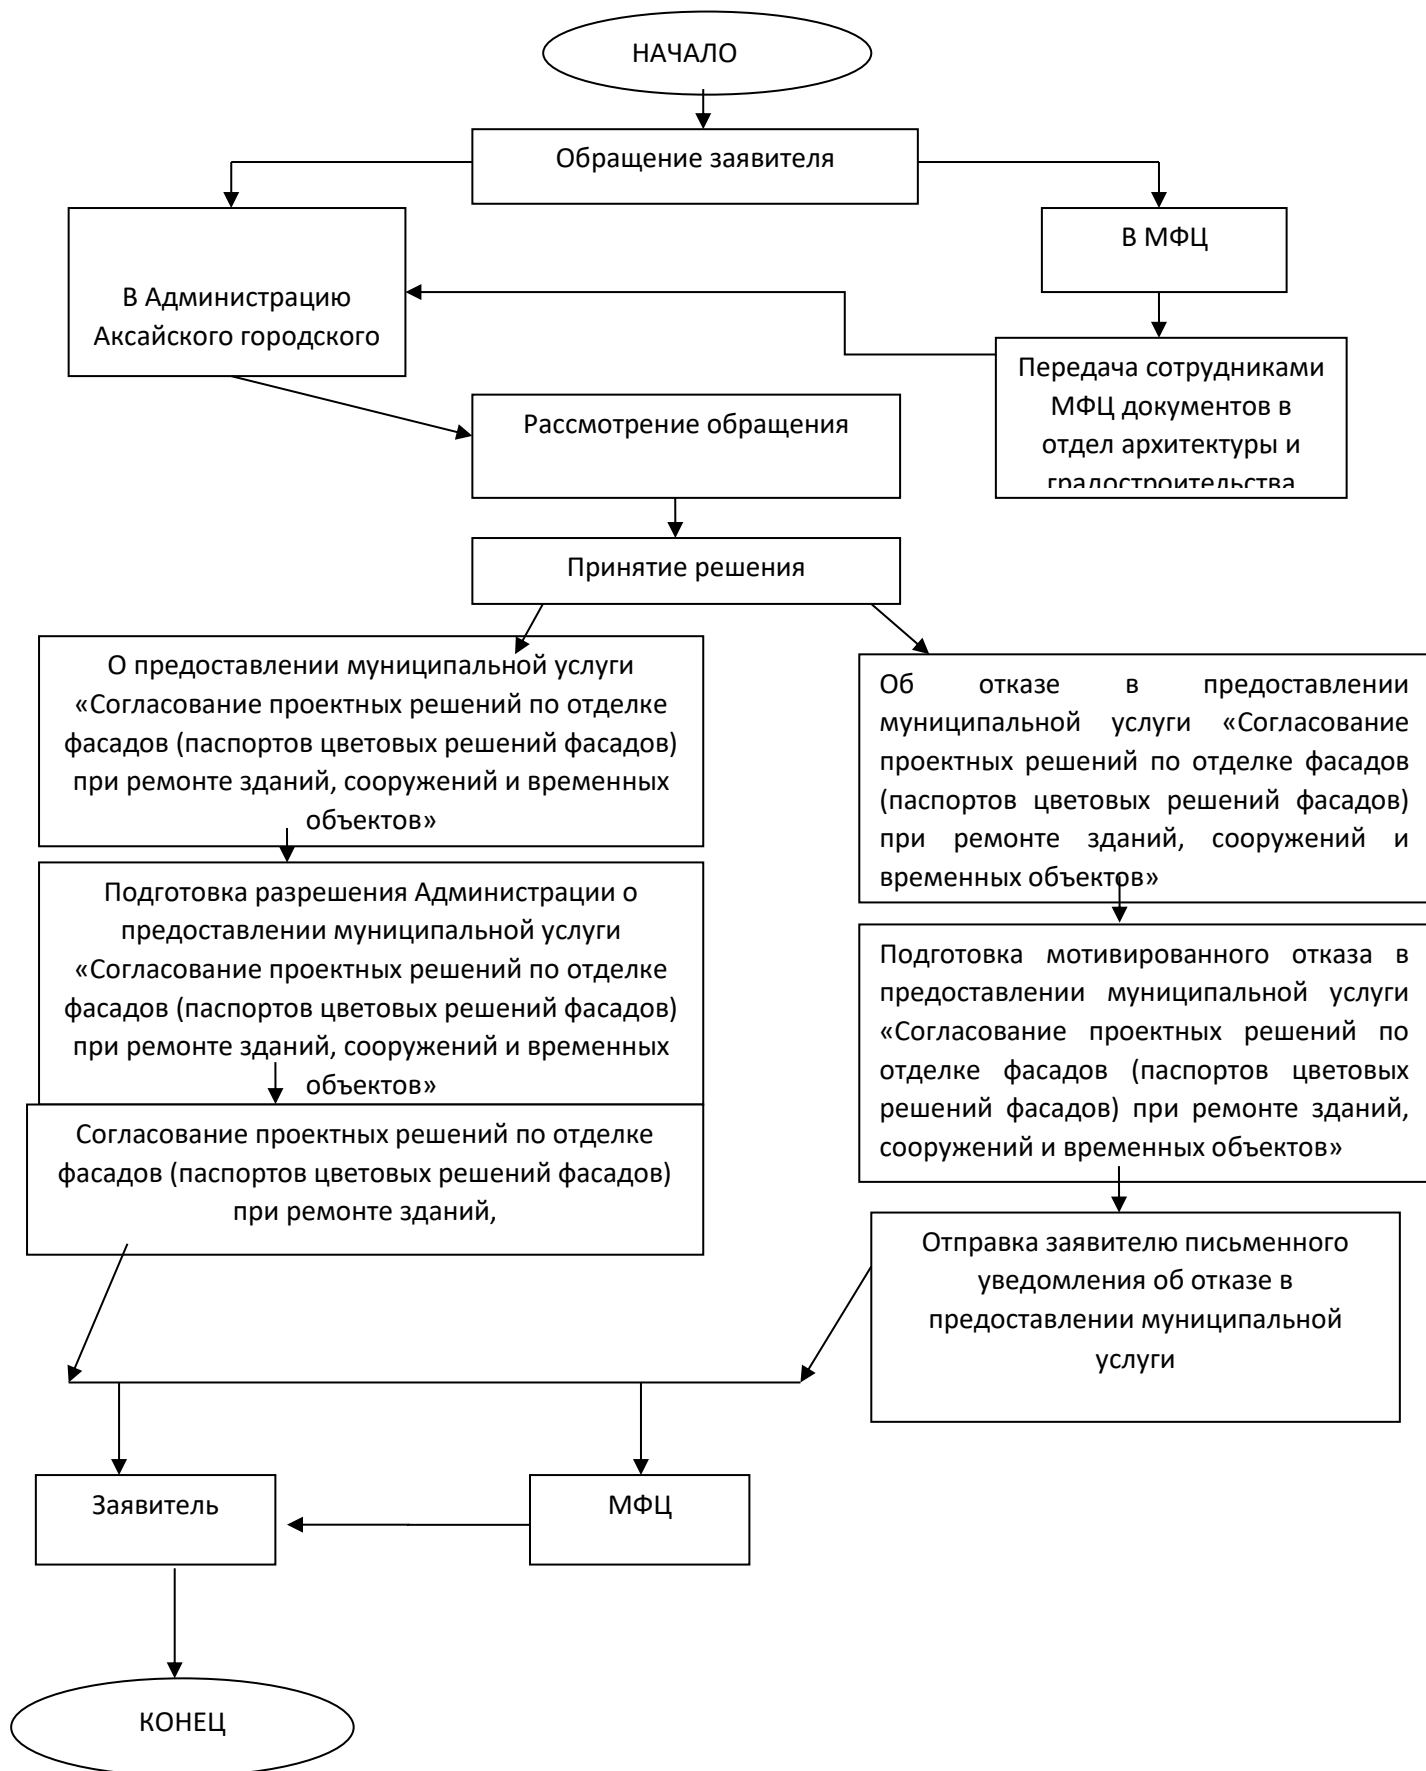 НАЧАЛО
Обращение заявителя
В Администрацию
Аксайского городского
В МФЦ
Передача сотрудниками
МФЦ документов в
отдел архитектуры и
градостроительства
Рассмотрение обращения
Принятие решения
О предоставлении муниципальной услуги
«Согласование проектных решений по отделке
фасадов (паспортов цветовых решений фасадов)
при ремонте зданий, сооружений и временных
объектов»
Об отказе в предоставлении
муниципальной услуги «Согласование
проектных решений по отделке фасадов
(паспортов цветовых решений фасадов)
при ремонте зданий, сооружений и
временных объектов»
Подготовка разрешения Администрации о
предоставлении муниципальной услуги
«Согласование проектных решений по отделке
фасадов (паспортов цветовых решений фасадов)
при ремонте зданий, сооружений и временных
объектов»
Подготовка мотивированного отказа в
предоставлении муниципальной услуги
«Согласование проектных решений по
отделке фасадов (паспортов цветовых
решений фасадов) при ремонте зданий,
сооружений и временных объектов»
Согласование проектных решений по отделке
фасадов (паспортов цветовых решений фасадов)
при ремонте зданий,
Отправка заявителю письменного
уведомления об отказе в
предоставлении муниципальной
услуги
Заявитель
МФЦ
КОНЕЦ